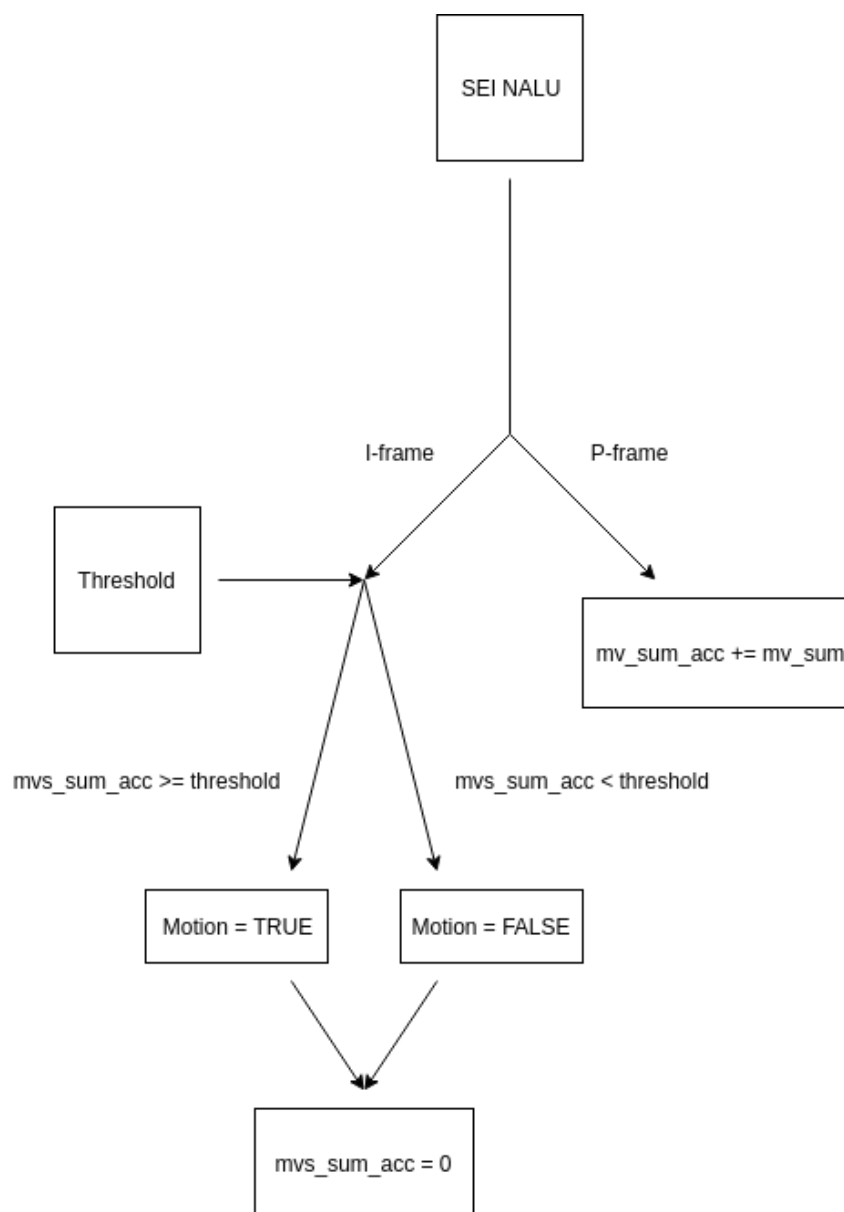 SEI NALU
I-frame
P-frame
Threshold
mv_sum_acc += mv_sum
mvs_sum_acc >= threshold
mvs_sum_acc < threshold
Motion = TRUE
Motion = FALSE
mvs_sum_acc = 0